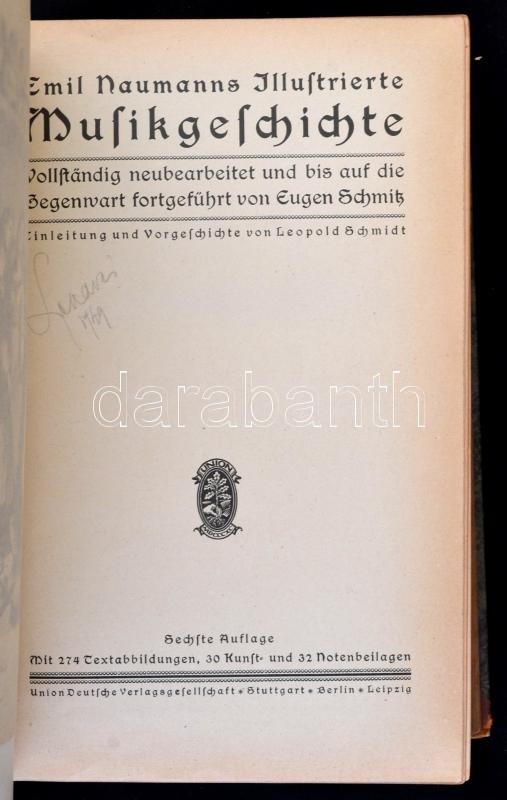 Emil Naumanns Illuſtrierte
Muſikgeſchichte
Vollſtändig neubearbeitet und bis auf die
Gegenwart fortgeführt von Eugen Schmitz
Einleitung und Vorgeſchichte von Leopold Schmidt
darabanth
UNION
Sechſte Auflage
Mit 274 Textabbildungen, 30 Kunſt- und 32 Notenbeilagen
Union Deutſche Verlagsgeſellſchaft * Stuttgart * Berlin * Leipzig